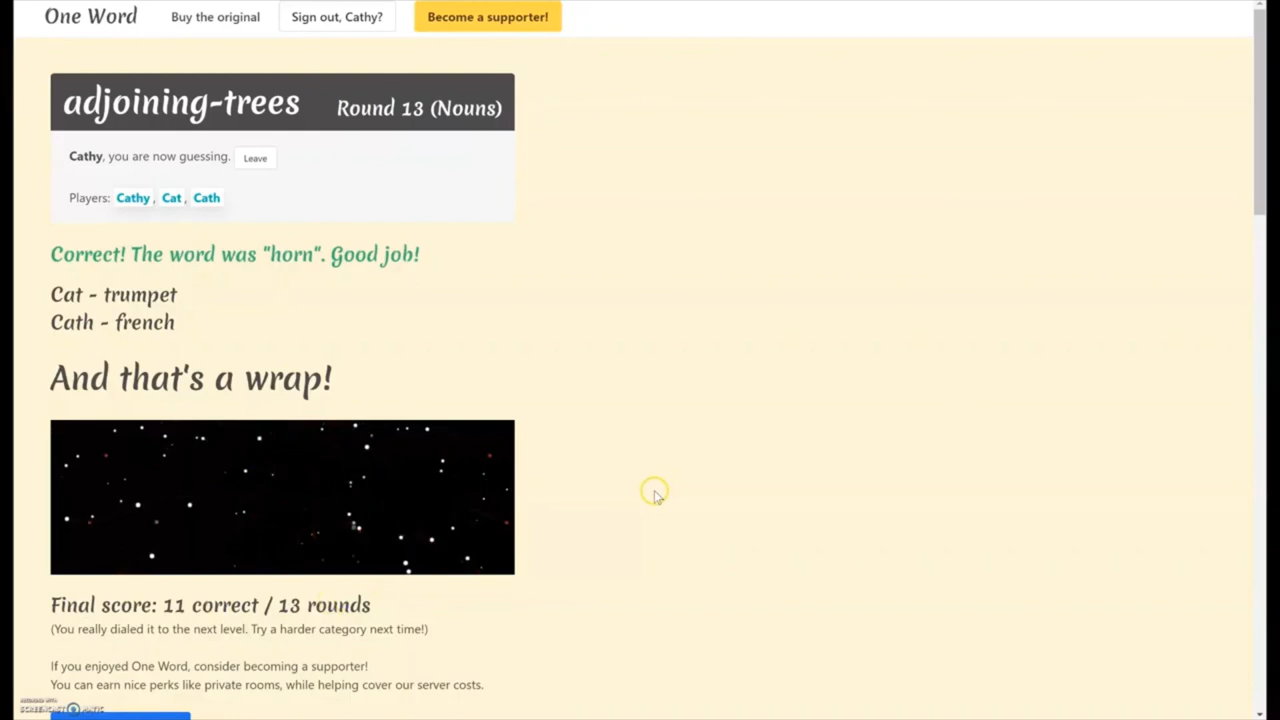 One Word Buy the original Sign out, Cathy? Become a supporter!
adjoining-trees Round 13 (Nouns)
Cathy, you are now guessing. Leave
Players: Cathy , Cat , Cath
Correct! The word was "horn". Good job!
Cat - trumpet
Cath - french
And that's a wrap!
Final score: 11 correct / 13 rounds
(You really dialed it to the next level. Try a harder category next time!)
If you enjoyed One Word, consider becoming a supporter!
You can earn nice perks like private rooms, while helping cover our server costs.
RECORDED WITH
SCREENCAST MATIC